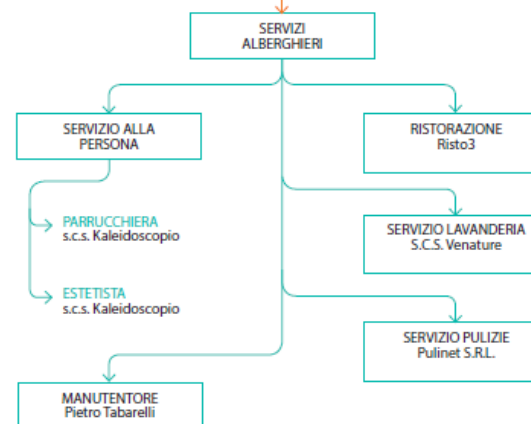 SERVIZI
ALBERGHIERI
SERVIZIO ALLA
PERSONA
RISTORAZIONE
Risto3
PARRUCCHIERA
s.c.s. Kaleidoscopio
SERVIZIO LAVANDERIA
S.C.S. Venature
ESTETISTA
s.c.s. Kaleidoscopio
SERVIZIO PULIZIE
Pulinet S.R.L.
MANUTENTORE
Pietro Tabarelli